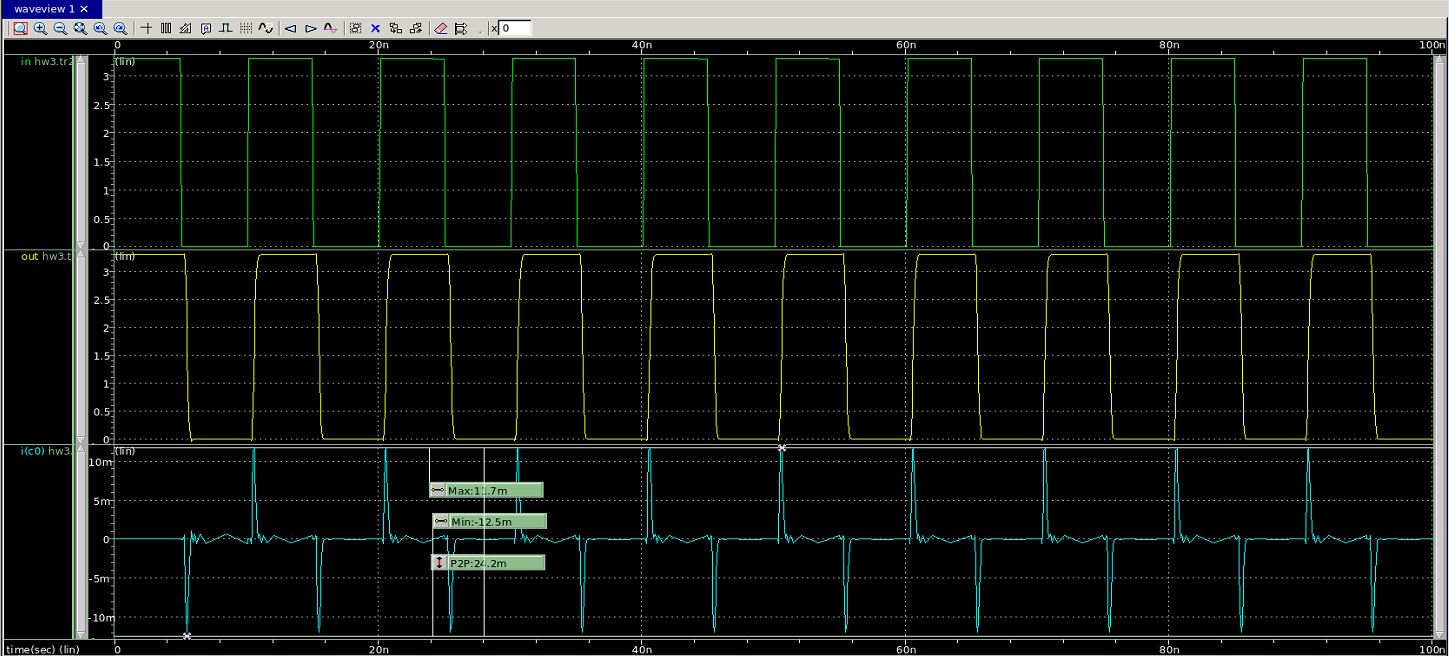 waveview 1 ×
x 0
0 20n 40n 60n 80n 100n
in hw3.tr2 (lin)
3
2.5
2
1.5
1
0.5
0
out hw3.t (lin)
3
2.5
2
1.5
1
0.5
0
i(c0) hw3. (lin)
10m
5m
0
-5m
-10m
Max:11.7m
Min:-12.5m
P2P:24.2m
time(sec) (lin) 0 20n 40n 60n 80n 100n